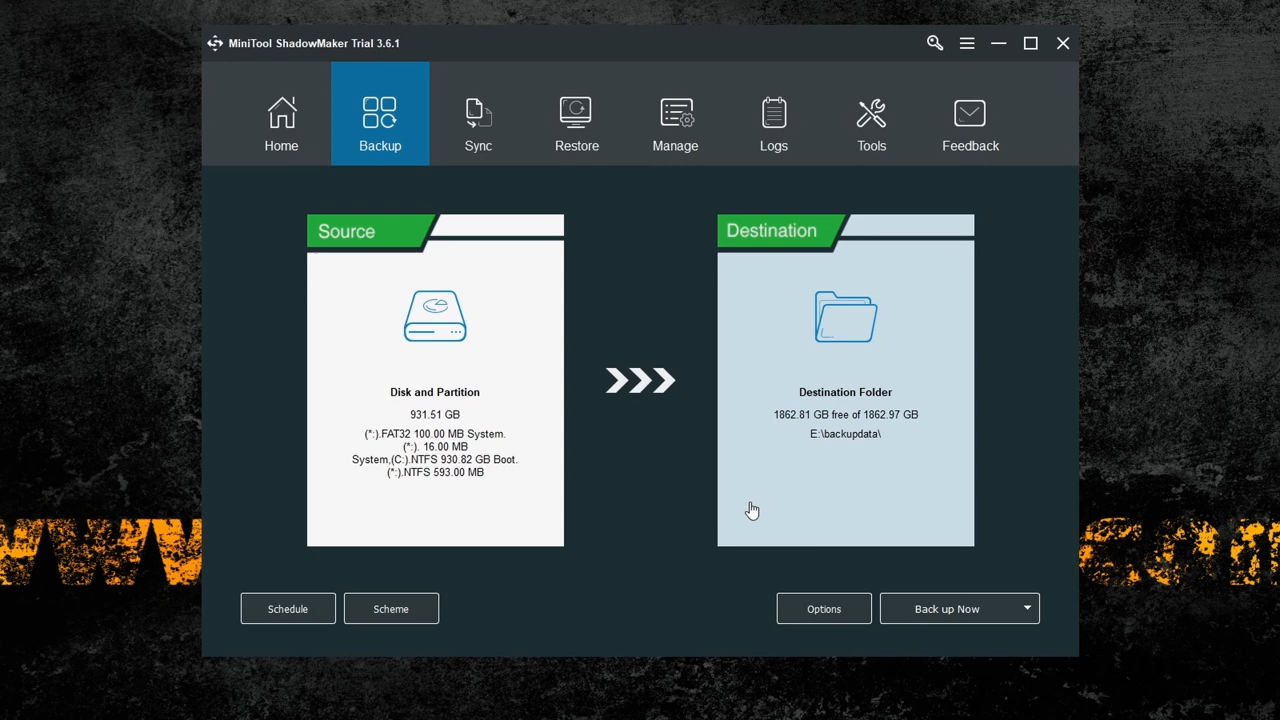 MiniTool ShadowMaker Trial 3.6.1
Home
Backup
Sync
Restore
Manage
Logs
Tools
Feedback
Source
Disk and Partition
931.51 GB
(*:).FAT32 100.00 MB System.
(*:). 16.00 MB
System,(C:).NTFS 930.82 GB Boot.
(*:).NTFS 593.00 MB
Destination
Destination Folder
1862.81 GB free of 1862.97 GB
E:\backupdata\
Schedule
Scheme
Options
Back up Now